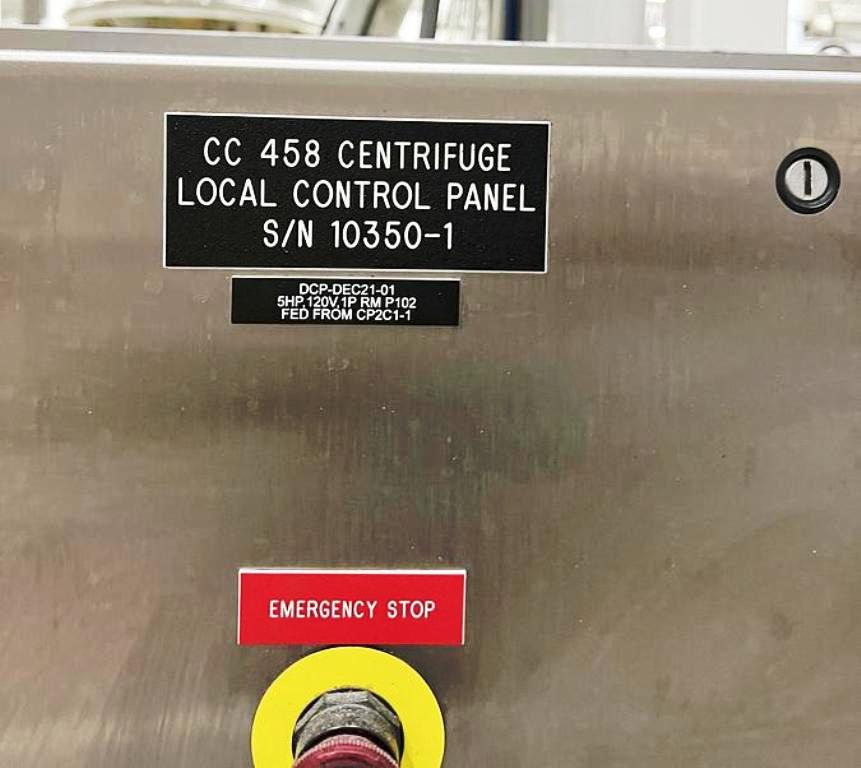 CC 458 CENTRIFUGE
LOCAL CONTROL PANEL
S/N 10350-1
DCP-DEC21-01
5HP,120V,1P RM P102
FED FROM CP2C1-1
EMERGENCY STOP